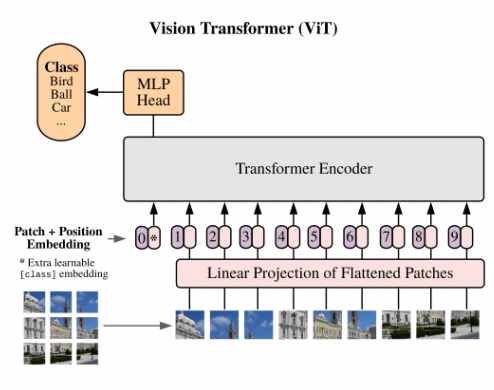 Vision Transformer (ViT)
Class
Bird
Ball
Car
...
MLP
Head
Transformer Encoder
Patch + Position
Embedding
* Extra learnable
[class] embedding
0 * 1 2 3 4 5 6 7 8 9
Linear Projection of Flattened Patches